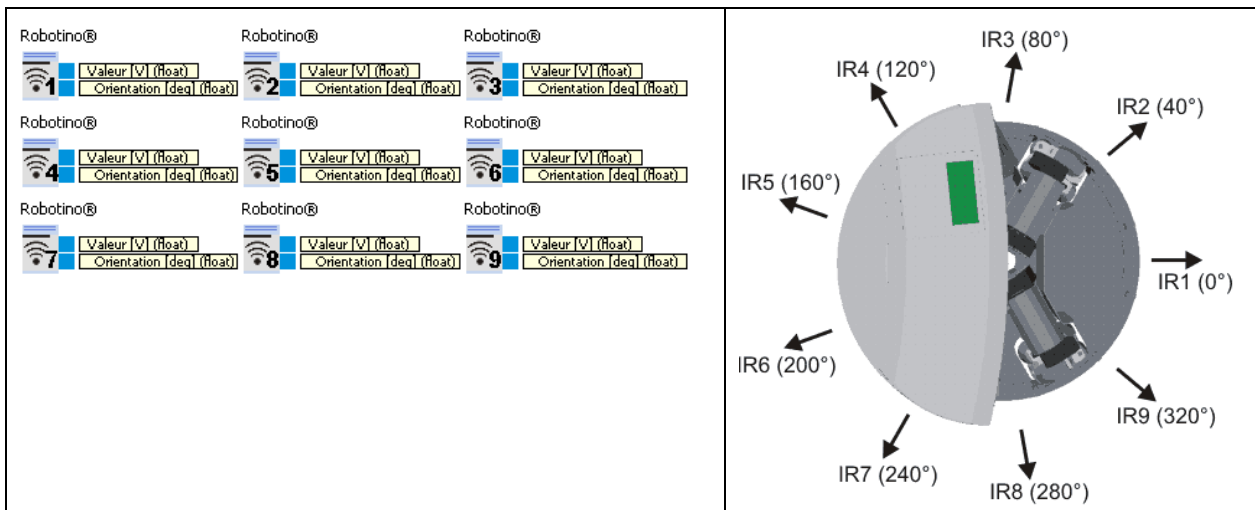 Robotino®
Robotino®
Robotino®
1 Valeur [V] (float)
Orientation [deg] (float)
2 Valeur [V] (float)
Orientation [deg] (float)
3 Valeur [V] (float)
Orientation [deg] (float)
Robotino®
Robotino®
Robotino®
4 Valeur [V] (float)
Orientation [deg] (float)
5 Valeur [V] (float)
Orientation [deg] (float)
6 Valeur [V] (float)
Orientation [deg] (float)
Robotino®
Robotino®
Robotino®
7 Valeur [V] (float)
Orientation [deg] (float)
8 Valeur [V] (float)
Orientation [deg] (float)
9 Valeur [V] (float)
Orientation [deg] (float)
IR3 (80°)
IR4 (120°)
IR2 (40°)
IR5 (160°)
IR1 (0°)
IR6 (200°)
IR9 (320°)
IR7 (240°)
IR8 (280°)